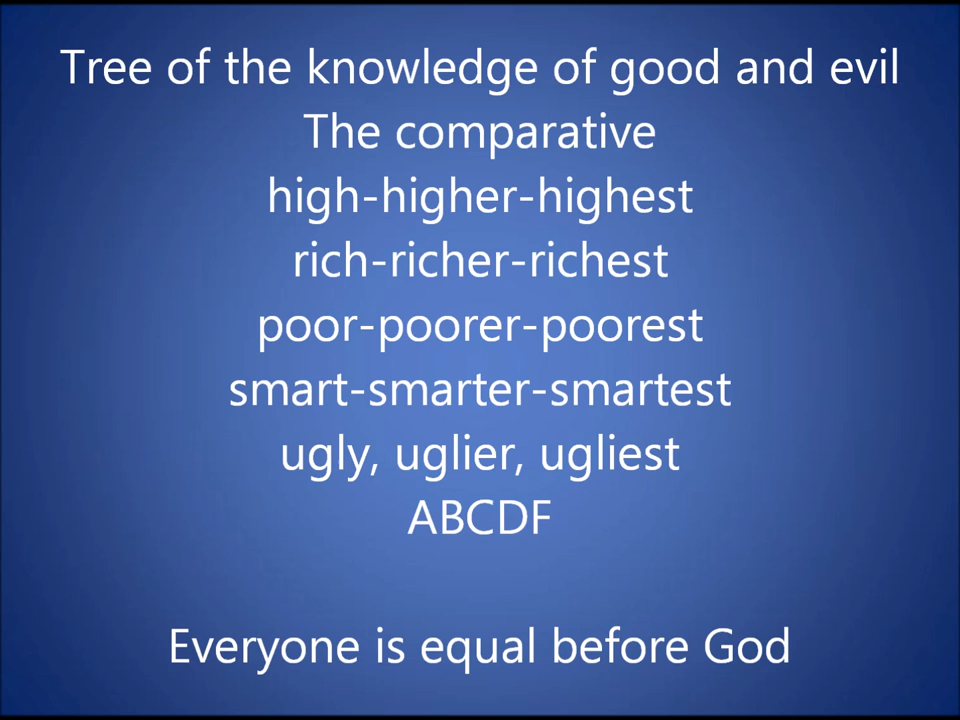 Tree of the knowledge of good and evil
The comparative
high-higher-highest
rich-richer-richest
poor-poorer-poorest
smart-smarter-smartest
ugly, uglier, ugliest
ABCDF
Everyone is equal before God